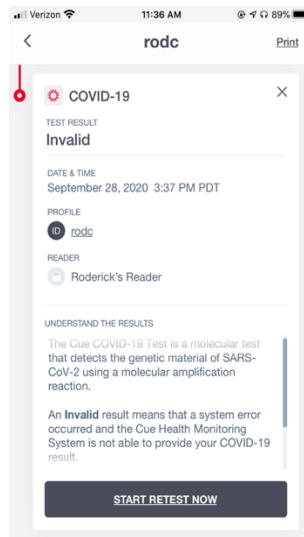 Verizon 11:36 AM 89%
rodc Print
COVID-19
TEST RESULT
Invalid
DATE & TIME
September 28, 2020 3:37 PM PDT
PROFILE
ID rodc
READER
Roderick's Reader
UNDERSTAND THE RESULTS
The Cue COVID-19 Test is a molecular test
that detects the genetic material of SARS-
CoV-2 using a molecular amplification
reaction.
An Invalid result means that a system error
occurred and the Cue Health Monitoring
System is not able to provide your COVID-19
result.
START RETEST NOW